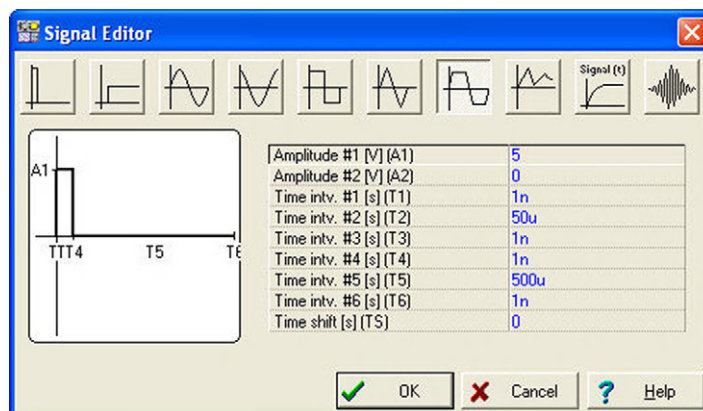 Signal Editor
Signal (t)
A1
TTT4 T5 T6
Amplitude #1 [V] (A1) 5
Amplitude #2 [V] (A2) 0
Time intv. #1 [s] (T1) 1n
Time intv. #2 [s] (T2) 50u
Time intv. #3 [s] (T3) 1n
Time intv. #4 [s] (T4) 1n
Time intv. #5 [s] (T5) 500u
Time intv. #6 [s] (T6) 1n
Time shift [s] (TS) 0
OK Cancel ? Help